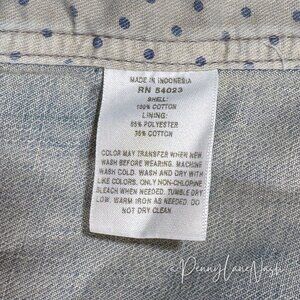 MADE IN INDONESIA
RN 54023
SHELL:
100% COTTON
LINING:
65% POLYESTER
35% COTTON
COLOR MAY TRANSFER WHEN NEW
WASH BEFORE WEARING. MACHINE
WASH COLD. WASH AND DRY WITH
LIKE COLORS. ONLY NON-CHLORINE
BLEACH WHEN NEEDED. TUMBLE DRY
LOW. WARM IRON AS NEEDED. DO
NOT DRY CLEAN.
@PennyLaneNash